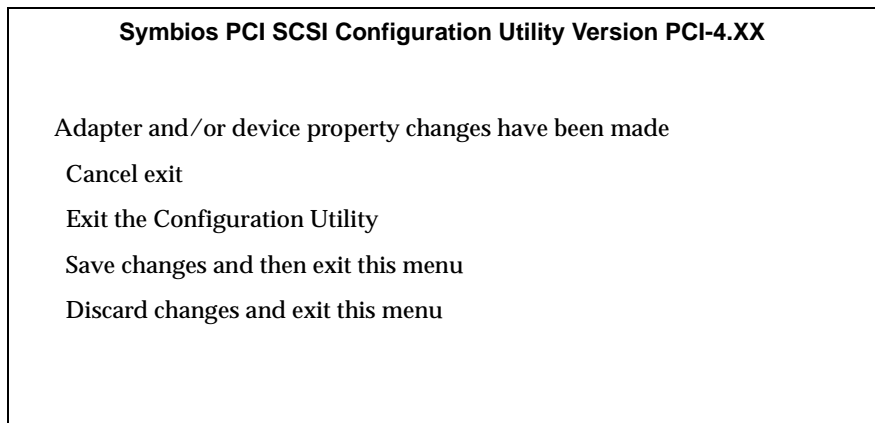 Symbios PCI SCSI Configuration Utility Version PCI-4.XX
Adapter and/or device property changes have been made
Cancel exit
Exit the Configuration Utility
Save changes and then exit this menu
Discard changes and exit this menu